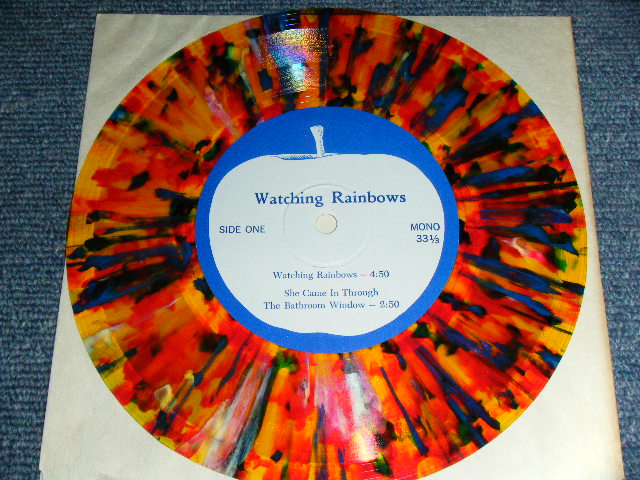 Watching Rainbows
SIDE ONE
MONO
33⅓
Watching Rainbows — 4:50
She Came In Through
The Bathroom Window — 2:50